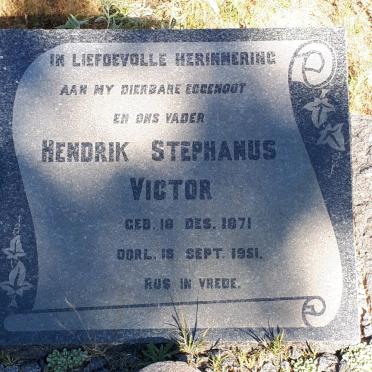 IN LIEFDEVOLLE HERINNERING
AAN MY DIERBARE EGGENOOT
EN ONS VADER
HENDRIK STEPHANUS
VICTOR
GEB. 18 DES. 1871
OORL. 18 SEPT. 1951.
RUS IN VREDE.